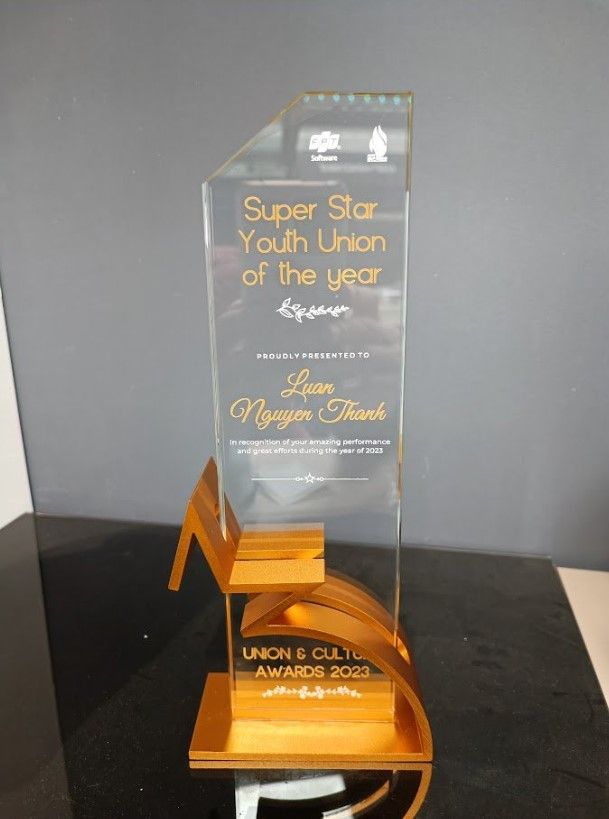 FPT
Software
Super Star
Youth Union
of the year
PROUDLY PRESENTED TO
Luan
Nguyen Thanh
In recognition of your amazing performance
and great efforts during the year of 2023
UNION & CULTU
AWARDS 2023